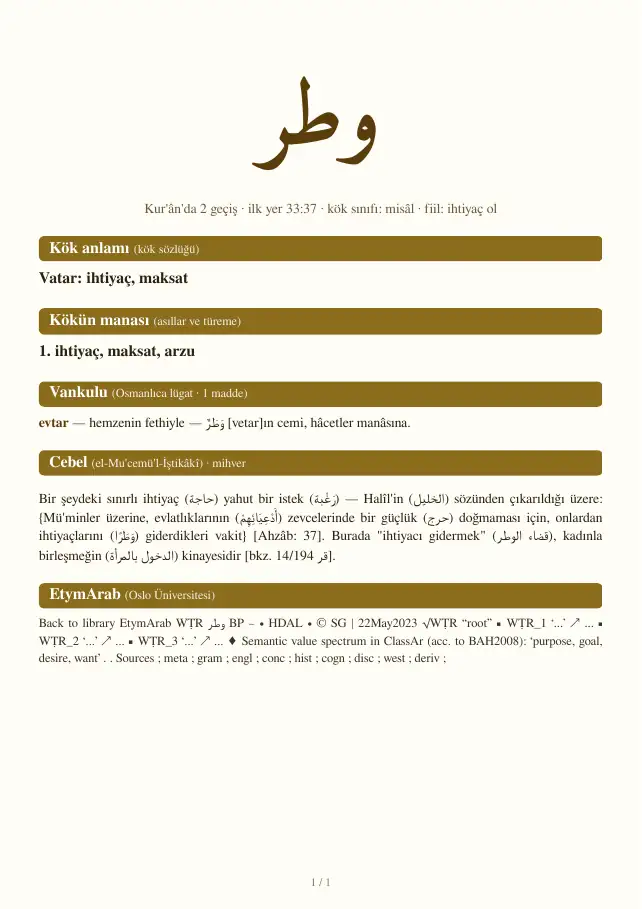 وطر
Kur'ân'da 2 geçiş · ilk yer 33:37 · kök sınıfı: misâl · fiil: ihtiyaç ol
Kök anlamı (kök sözlüğü)
Vatar: ihtiyaç, maksat
Kökün manası (asıllar ve türeme)
1. ihtiyaç, maksat, arzu
Vankulu (Osmanlıca lügat · 1 madde)
evtar — hemzenin fethiyle — وَطَرٌ [vetar]ın cemi, hâcetler manâsına.
Cebel (el-Mu'cemü'l-İştikâkî) · mihver
Bir şeydeki sınırlı ihtiyaç (حاجة) yahut bir istek (رَغْبة) — Halîl'in (الخليل) sözünden çıkarıldığı üzere:
{Mü'minler üzerine, evlatlıklarının (أَدْعِيَائِهِمْ) zevcelerinde bir güçlük (حرج) doğmaması için, onlardan
ihtiyaçlarını (وَطَرًا) giderdikleri vakit} [Ahzâb: 37]. Burada "ihtiyacı gidermek" (قضاء الوطر), kadınla
birleşmeğin (الدخول بالمرأة) kinayesidir [bkz. 14/194 قر].
EtymArab (Oslo Üniversitesi)
Back to library EtymArab WṬR وطر BP – • HDAL • © SG | 22May2023 √WṬR “root” ▪ WṬR_1 ‘...’ ↗ ... ▪
WṬR_2 ‘...’ ↗ ... ▪ WṬR_3 ‘...’ ↗ ... ♦ Semantic value spectrum in ClassAr (acc. to BAH2008): ‘purpose, goal,
desire, want’ . . Sources ; meta ; gram ; engl ; conc ; hist ; cogn ; disc ; west ; deriv ;
1 / 1